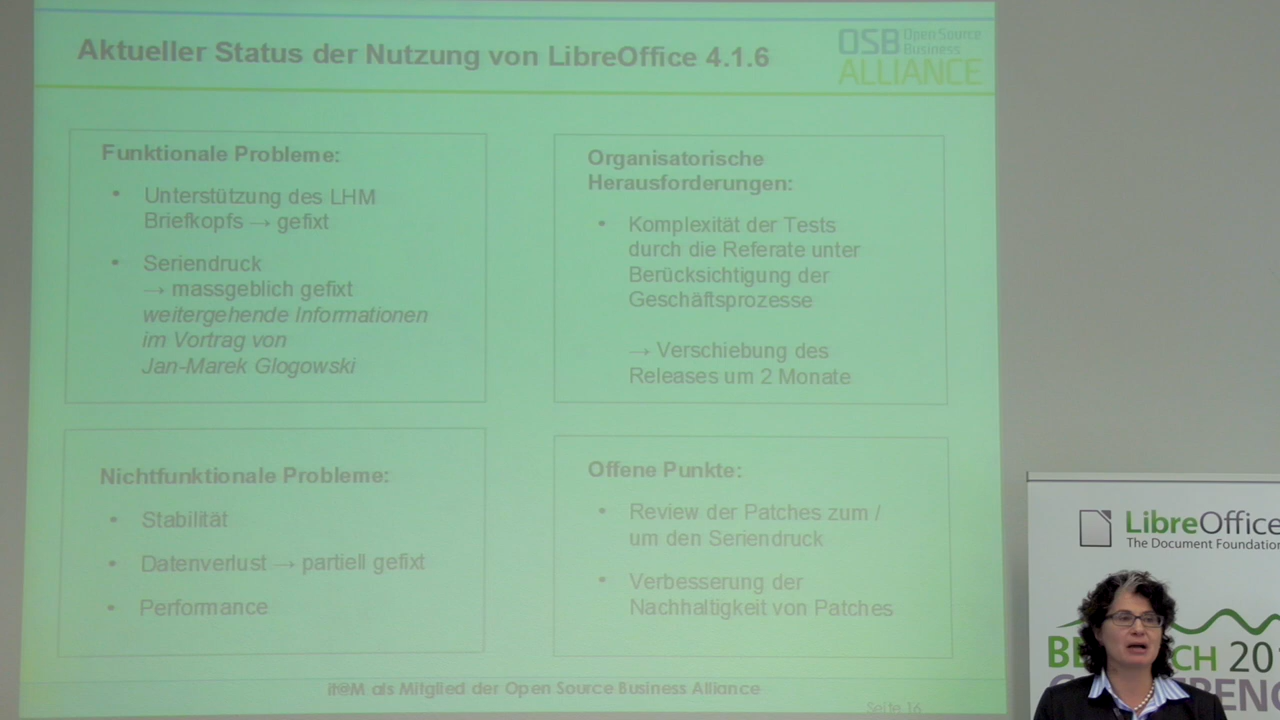 Aktueller Status der Nutzung von LibreOffice 4.1.6
OSB Open Source
Business
ALLIANCE
Funktionale Probleme:
• Unterstützung des LHM
Briefkopfs → gefixt
• Seriendruck
→ massgeblich gefixt
weitergehende Informationen
im Vortrag von
Jan-Marek Glogowski
Organisatorische
Herausforderungen:
• Komplexität der Tests
durch die Referate unter
Berücksichtigung der
Geschäftsprozesse
→ Verschiebung des
Releases um 2 Monate
Nichtfunktionale Probleme:
• Stabilität
• Datenverlust → partiell gefixt
• Performance
Offene Punkte:
• Review der Patches zum /
um den Seriendruck
• Verbesserung der
Nachhaltigkeit von Patches
it@M als Mitglied der Open Source Business Alliance
Seite 16
LibreOffice
The Document Foundation